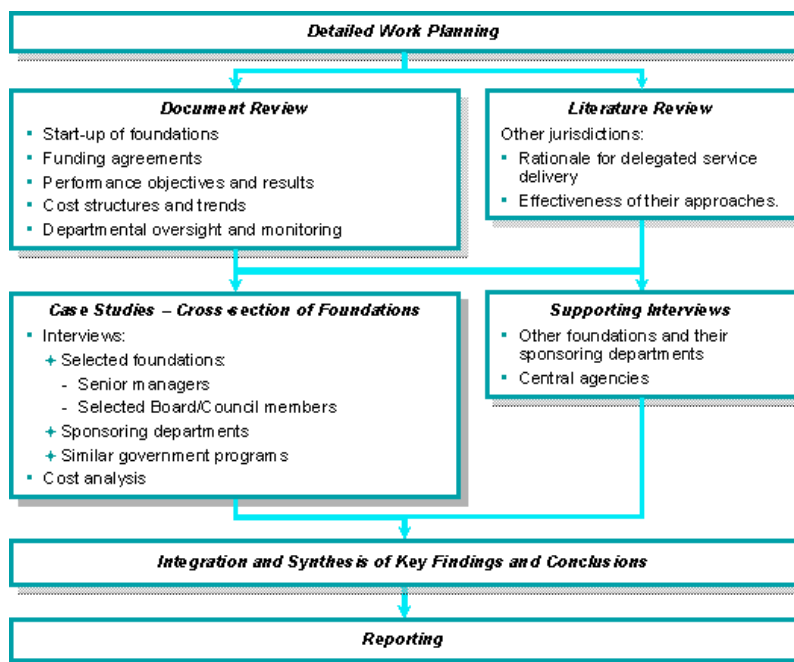 Detailed Work Planning
Document Review
▪ Start-up of foundations
▪ Funding agreements
▪ Performance objectives and results
▪ Cost structures and trends
▪ Departmental oversight and monitoring
Literature Review
Other jurisdictions:
▪ Rationale for delegated service
delivery
▪ Effectiveness of their approaches.
Case Studies – Cross-section of Foundations
▪ Interviews:
+ Selected foundations:
- Senior managers
- Selected Board/Council members
+ Sponsoring departments
+ Similar government programs
▪ Cost analysis
Supporting Interviews
▪ Other foundations and their
sponsoring departments
▪ Central agencies
Integration and Synthesis of Key Findings and Conclusions
Reporting